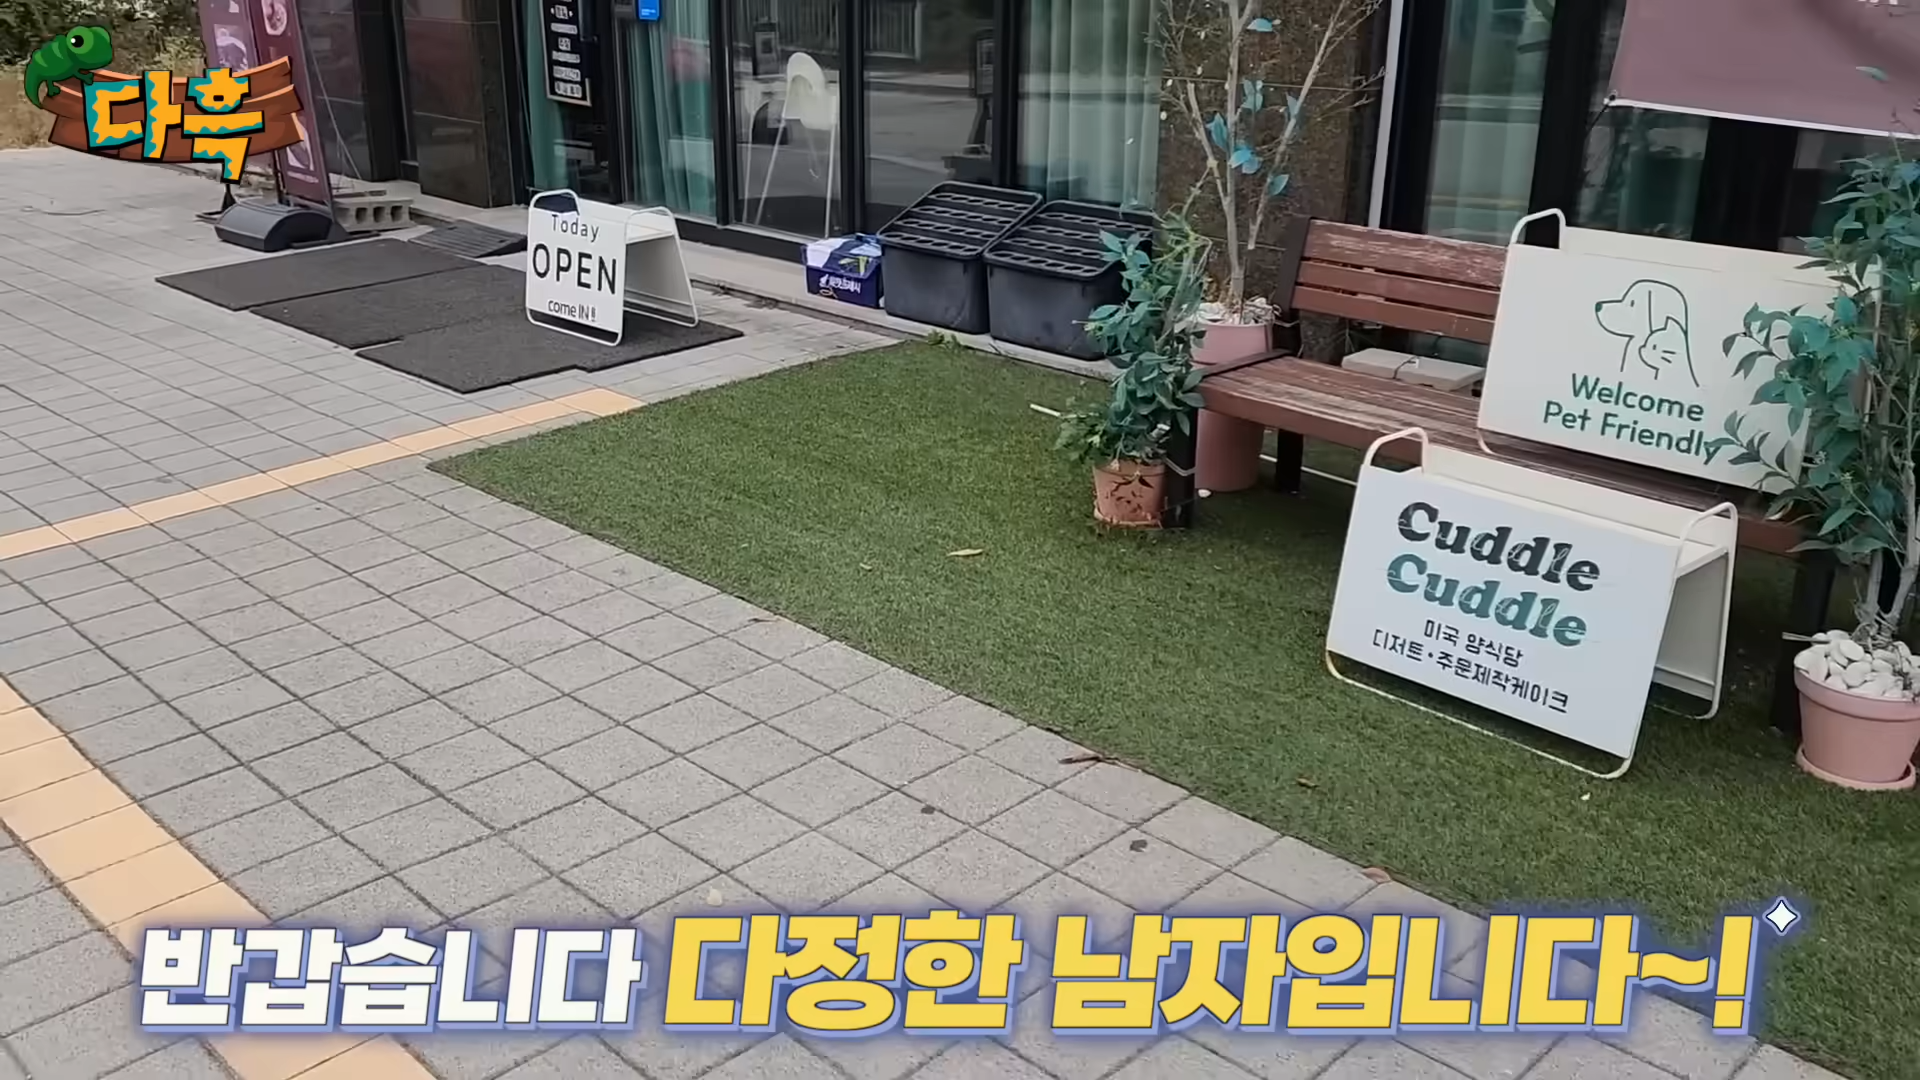 다흑
Today
OPEN
come IN!!
Welcome
Pet Friendly
Cuddle
Cuddle
미국 양식당
디저트·주문제작케이크
반갑습니다 다정한 남자입니다~!